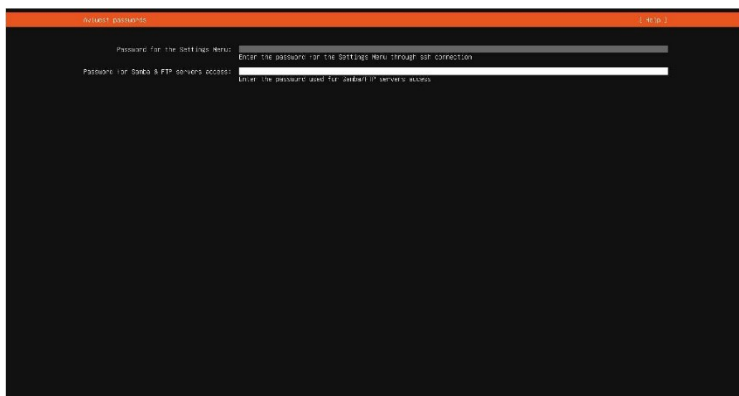 passwords [ Help ]
Password for the Settings Menu:
Enter the password for the Settings Menu through ssh connection
Password for Samba & FTP servers access:
Enter the password used for Samba/FTP servers access